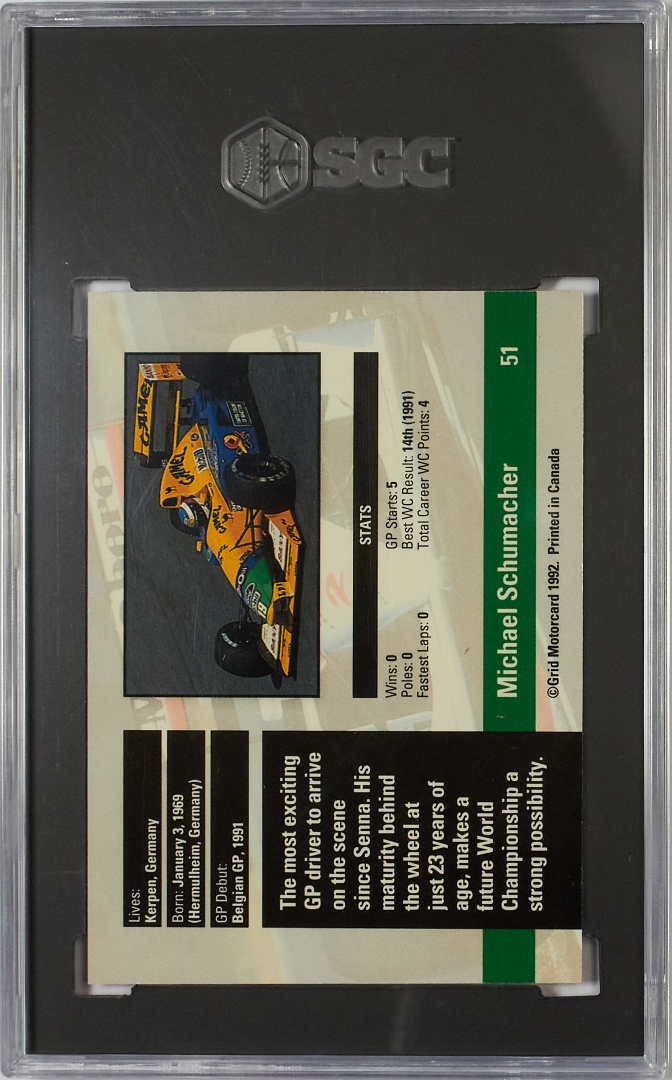 SGC
Lives:
Kerpen, Germany
Born: January 3, 1969
(Hermulheim, Germany)
GP Debut:
Belgian GP, 1991
The most exciting
GP driver to arrive
on the scene
since Senna. His
maturity behind
the wheel at
just 23 years of
age, makes a
future World
Championship a
strong possibility.
CAMEL
CAMEL
19
STATS
Wins: 0
Poles: 0
Fastest Laps: 0
GP Starts: 5
Best WC Result: 14th (1991)
Total Career WC Points: 4
Michael Schumacher
51
©Grid Motorcard 1992. Printed in Canada